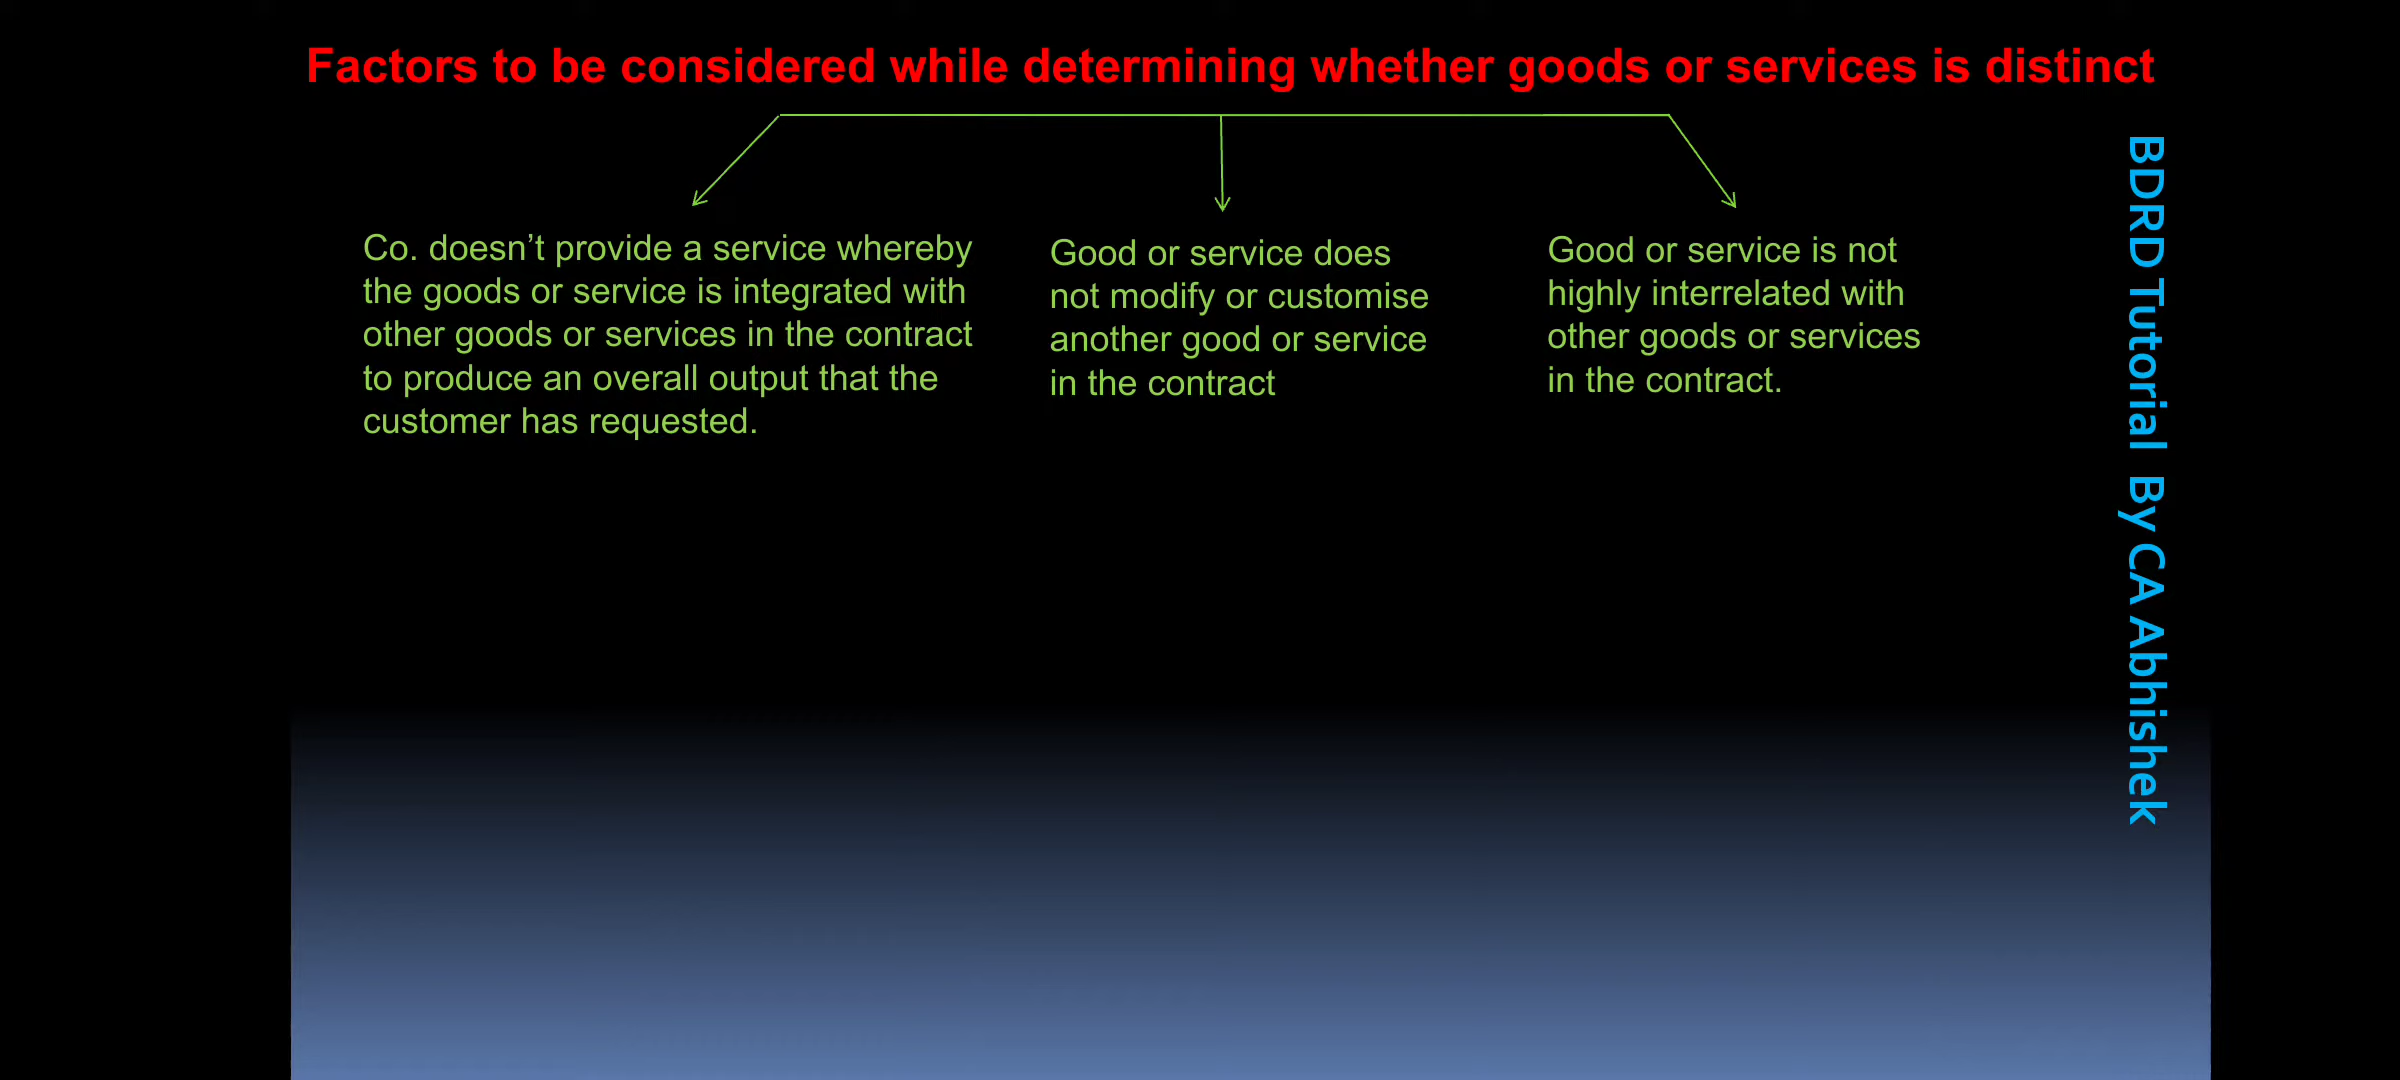 Factors to be considered while determining whether goods or services is distinct
Co. doesn’t provide a service whereby
the goods or service is integrated with
other goods or services in the contract
to produce an overall output that the
customer has requested.
Good or service does
not modify or customise
another good or service
in the contract
Good or service is not
highly interrelated with
other goods or services
in the contract.
BDRD Tutorial By CA Abhishek